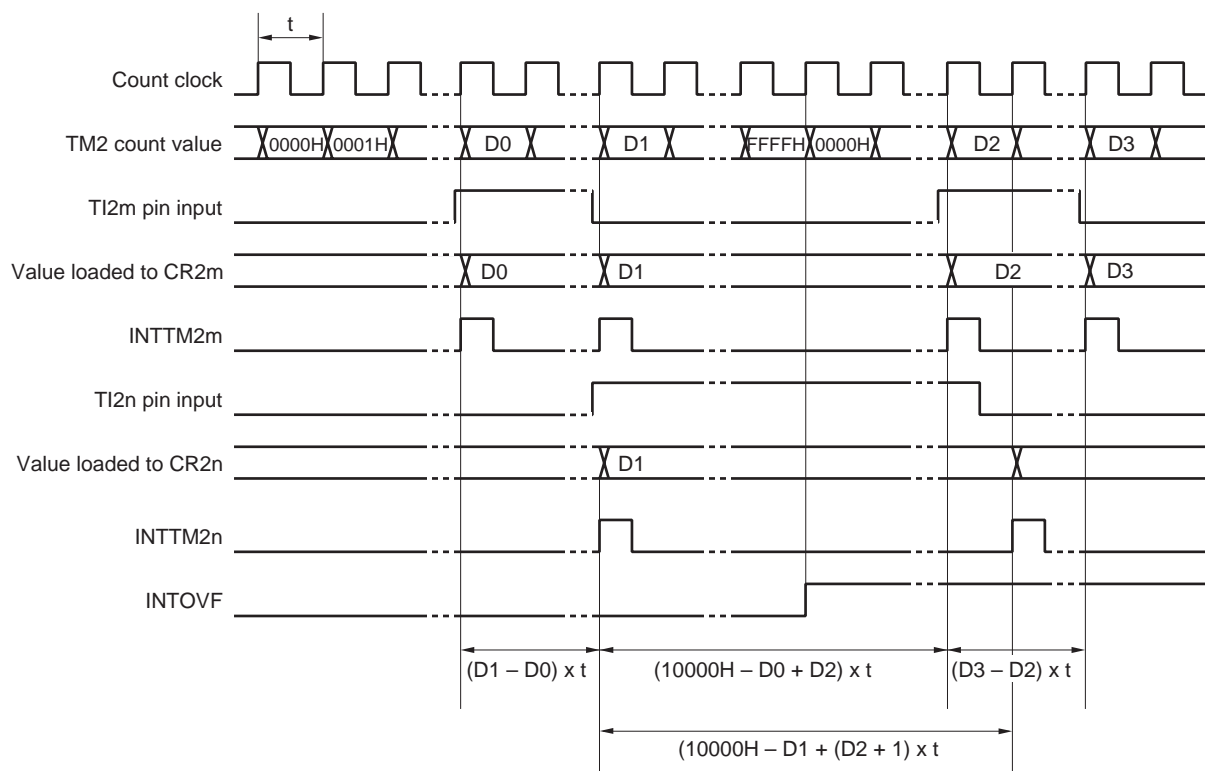 t
Count clock
TM2 count value
0000H 0001H D0 D1 FFFFH 0000H D2 D3
TI2m pin input
Value loaded to CR2m
D0 D1 D2 D3
INTTM2m
TI2n pin input
Value loaded to CR2n
D1
INTTM2n
INTOVF
(D1 – D0) x t (10000H – D0 + D2) x t (D3 – D2) x t
(10000H – D1 + (D2 + 1) x t